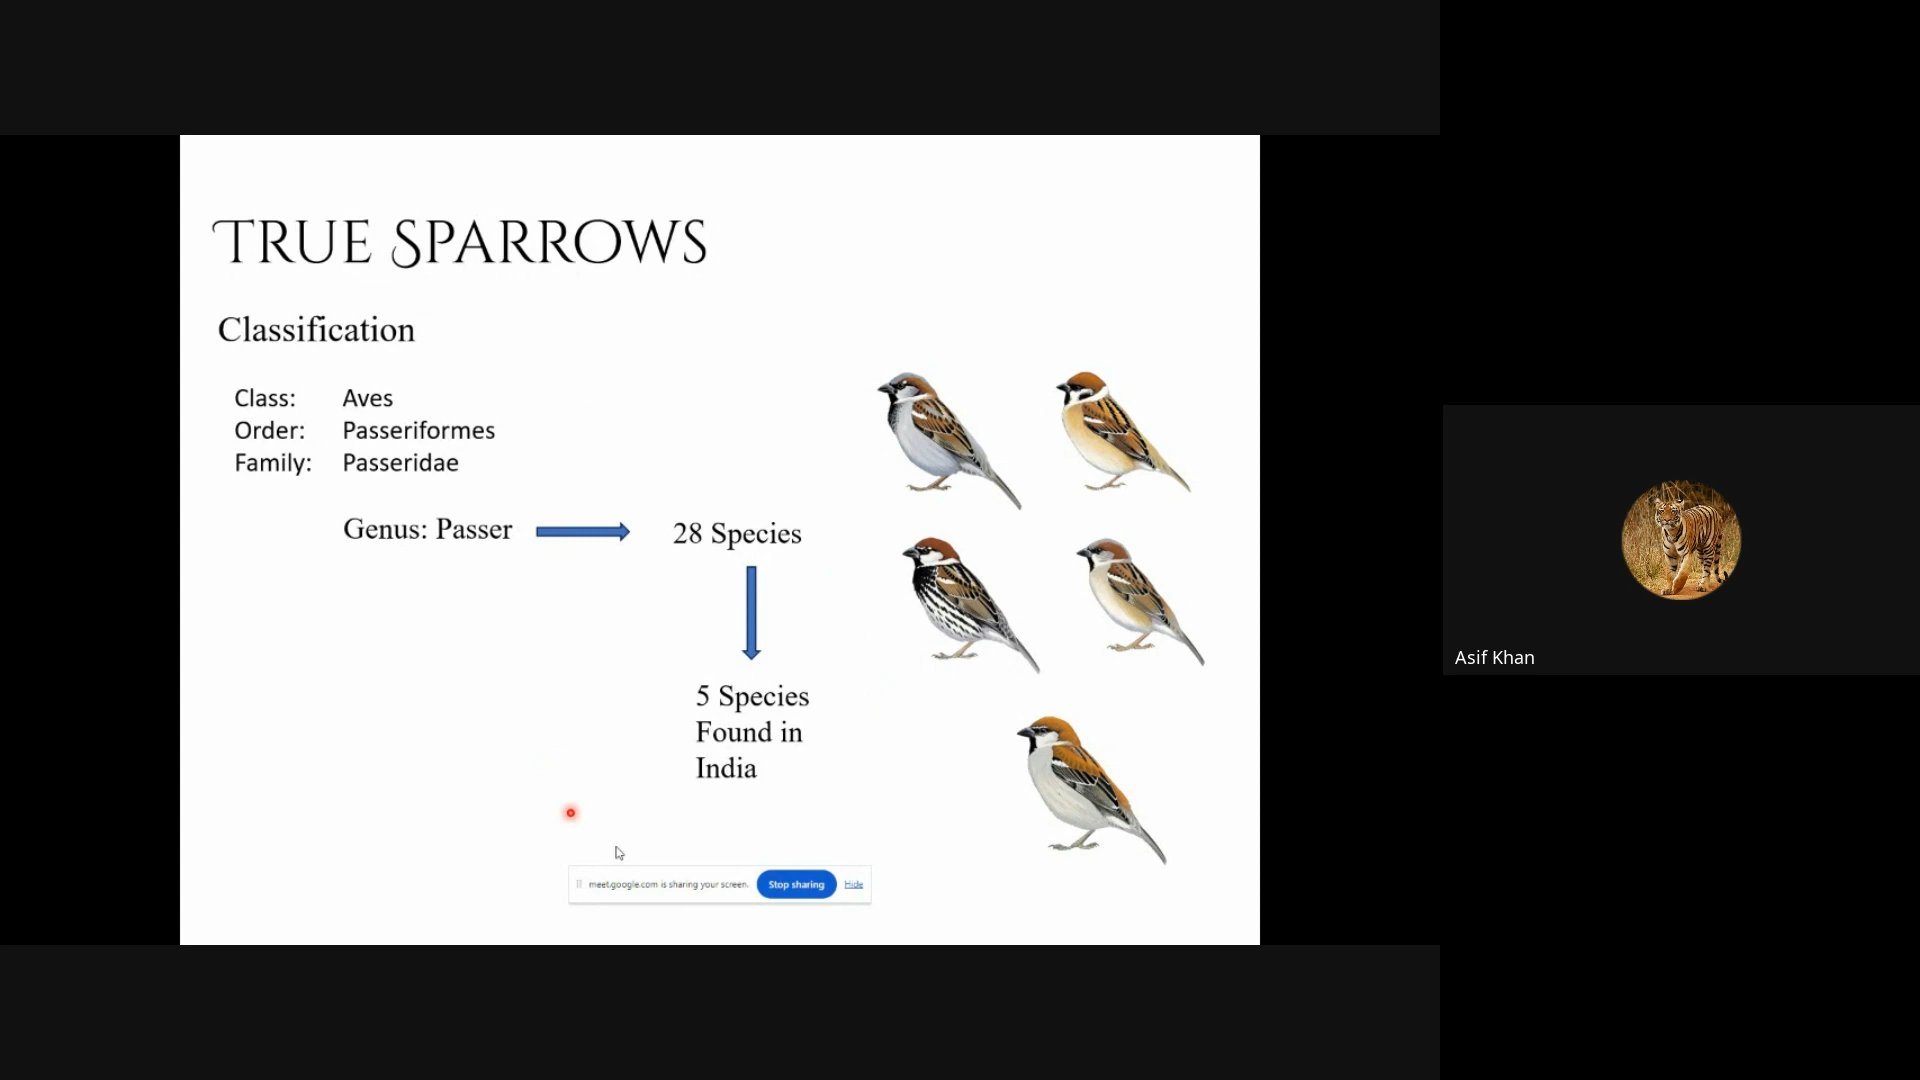 TRUE SPARROWS
Classification
Class: Aves
Order: Passeriformes
Family: Passeridae
Genus: Passer
28 Species
5 Species
Found in
India
meet.google.com is sharing your screen.
Stop sharing
Hide
Asif Khan